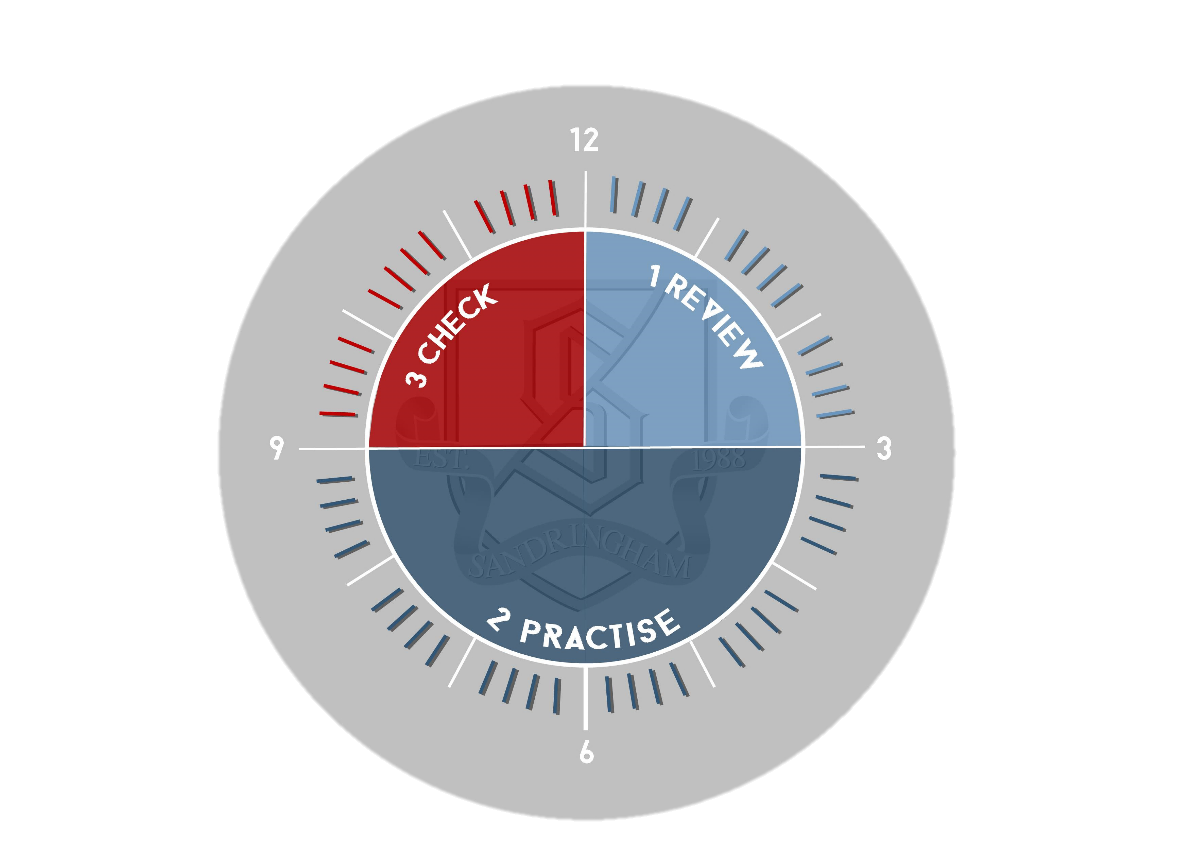 12
3 CHECK
1 REVIEW
9
3
EST.
1988
SANDRINGHAM
2 PRACTISE
6